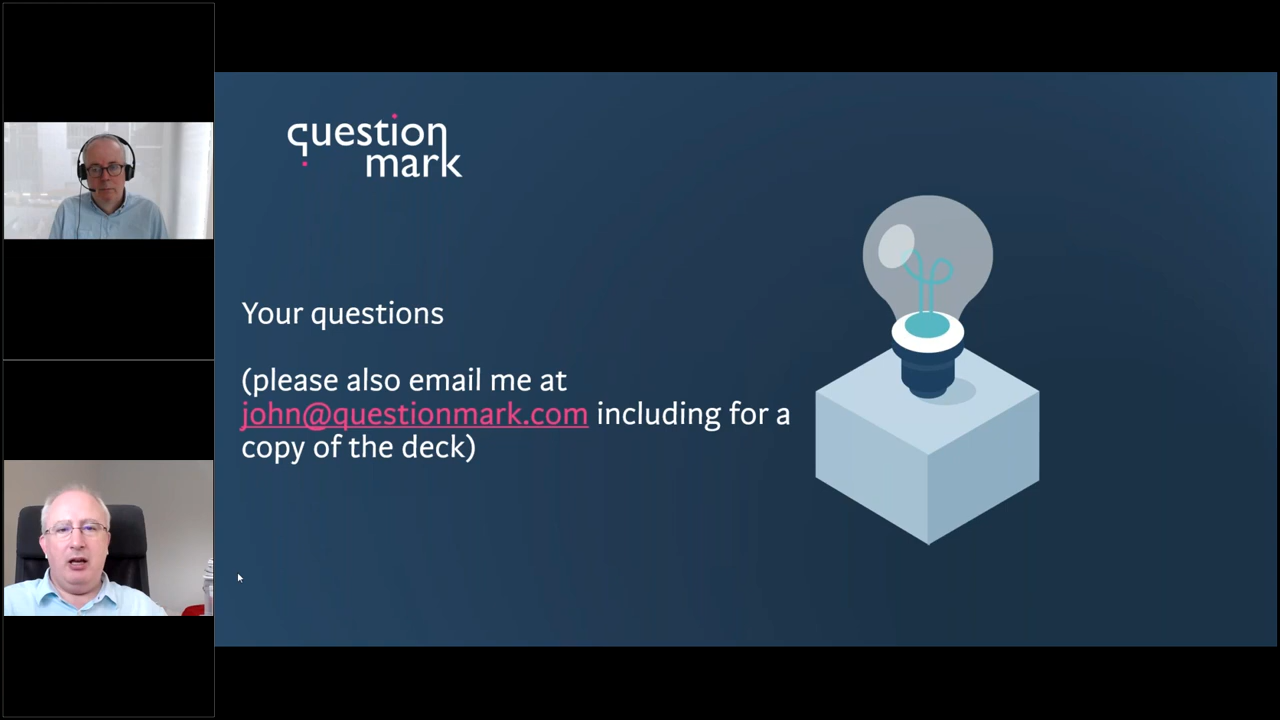 question
mark
Your questions
(please also email me at
john@questionmark.com including for a
copy of the deck)